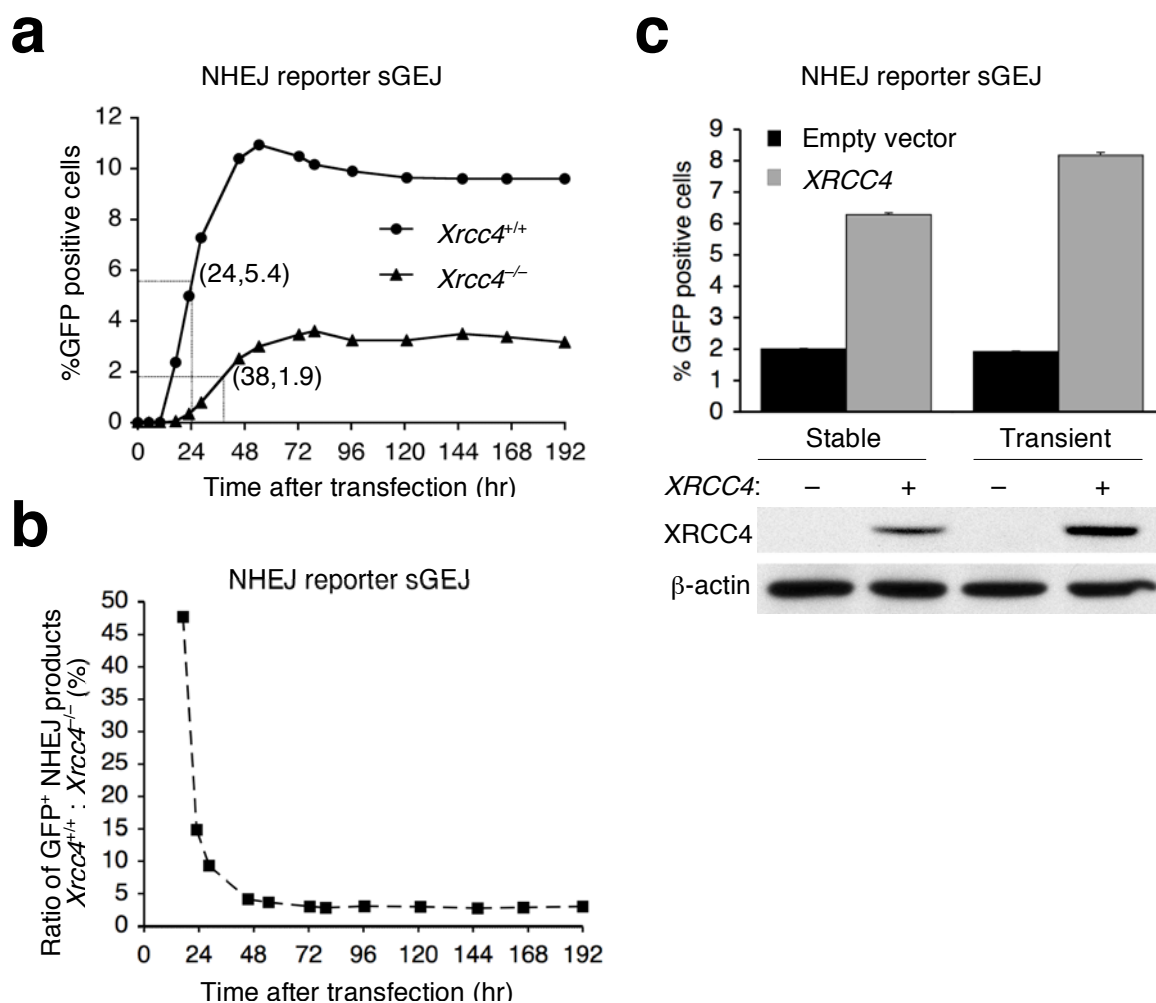 a
NHEJ reporter sGEJ
%GFP positive cells
12
10
8
6
4
2
0
(24,5.4)
(38,1.9)
Xrcc4+/+
Xrcc4–/–
0 24 48 72 96 120 144 168 192
Time after transfection (hr)
b
NHEJ reporter sGEJ
Ratio of GFP+ NHEJ products
Xrcc4+/+ : Xrcc4–/– (%)
50
45
40
35
30
25
20
15
10
5
0
0 24 48 72 96 120 144 168 192
Time after transfection (hr)
c
NHEJ reporter sGEJ
% GFP positive cells
9
8
7
6
5
4
3
2
1
0
Empty vector
XRCC4
Stable Transient
XRCC4: – + – +
XRCC4
β-actin